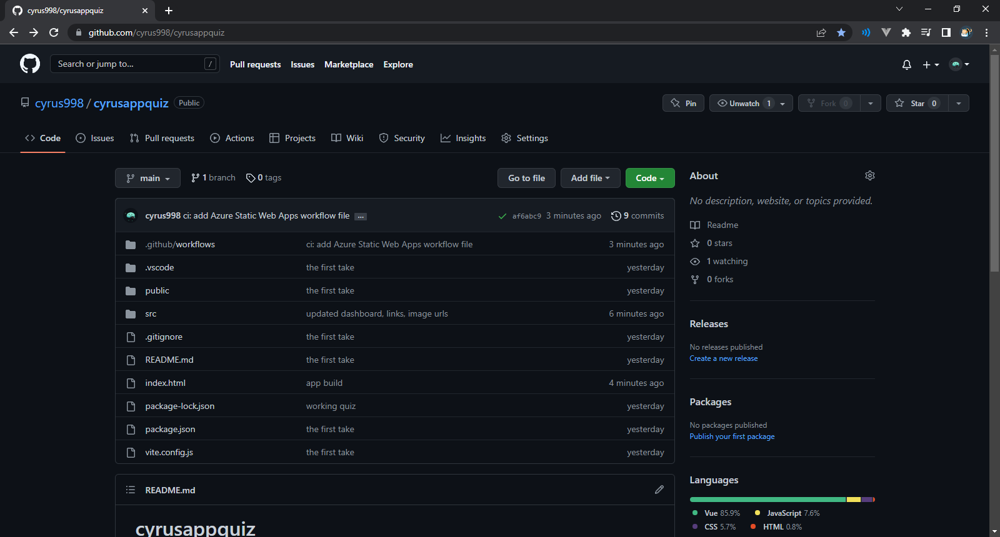 cyrus998/cyrusappquiz
github.com/cyrus998/cyrusappquiz
Search or jump to... / Pull requests Issues Marketplace Explore
cyrus998 / cyrusappquiz Public Pin Unwatch 1 Fork 0 Star 0
Code Issues Pull requests Actions Projects Wiki Security Insights Settings
main 1 branch 0 tags Go to file Add file Code
cyrus998 ci: add Azure Static Web Apps workflow file ... af6abc9 3 minutes ago 9 commits
.github/workflows ci: add Azure Static Web Apps workflow file 3 minutes ago
.vscode the first take yesterday
public the first take yesterday
src updated dashboard, links, image urls 6 minutes ago
.gitignore the first take yesterday
README.md the first take yesterday
index.html app build 4 minutes ago
package-lock.json working quiz yesterday
package.json the first take yesterday
vite.config.js the first take yesterday
README.md
cyrusappquiz
About
No description, website, or topics provided.
Readme
0 stars
1 watching
0 forks
Releases
No releases published
Create a new release
Packages
No packages published
Publish your first package
Languages
Vue 85.9% JavaScript 7.6%
CSS 5.7% HTML 0.8%